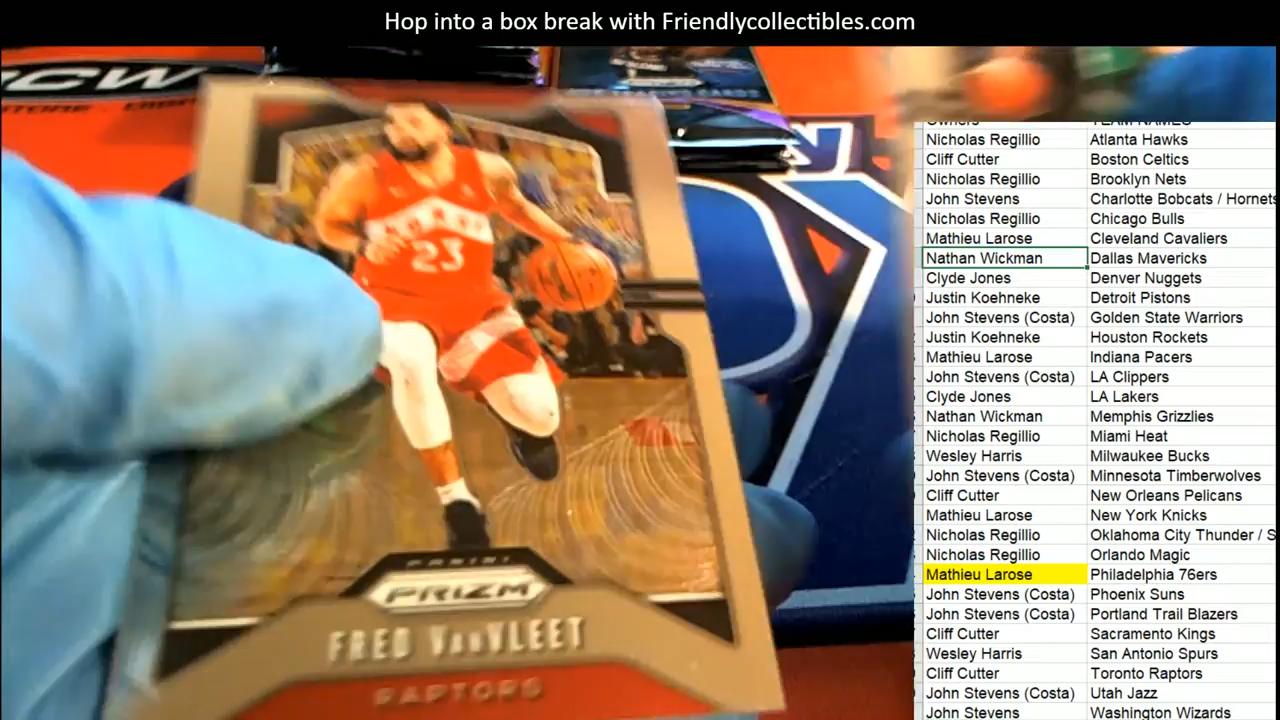 Hop into a box break with Friendlycollectibles.com
Nicholas Regillio Atlanta Hawks
Cliff Cutter Boston Celtics
Nicholas Regillio Brooklyn Nets
John Stevens Charlotte Bobcats / Hornets
Nicholas Regillio Chicago Bulls
Mathieu Larose Cleveland Cavaliers
Nathan Wickman Dallas Mavericks
Clyde Jones Denver Nuggets
Justin Koehneke Detroit Pistons
John Stevens (Costa) Golden State Warriors
Justin Koehneke Houston Rockets
Mathieu Larose Indiana Pacers
John Stevens (Costa) LA Clippers
Clyde Jones LA Lakers
Nathan Wickman Memphis Grizzlies
Nicholas Regillio Miami Heat
Wesley Harris Milwaukee Bucks
John Stevens (Costa) Minnesota Timberwolves
Cliff Cutter New Orleans Pelicans
Mathieu Larose New York Knicks
Nicholas Regillio Oklahoma City Thunder / S
Nicholas Regillio Orlando Magic
Mathieu Larose Philadelphia 76ers
John Stevens (Costa) Phoenix Suns
John Stevens (Costa) Portland Trail Blazers
Cliff Cutter Sacramento Kings
Wesley Harris San Antonio Spurs
Cliff Cutter Toronto Raptors
John Stevens (Costa) Utah Jazz
John Stevens Washington Wizards
23
PANINI
PRIZM
FRED VANVLEET
RAPTORS